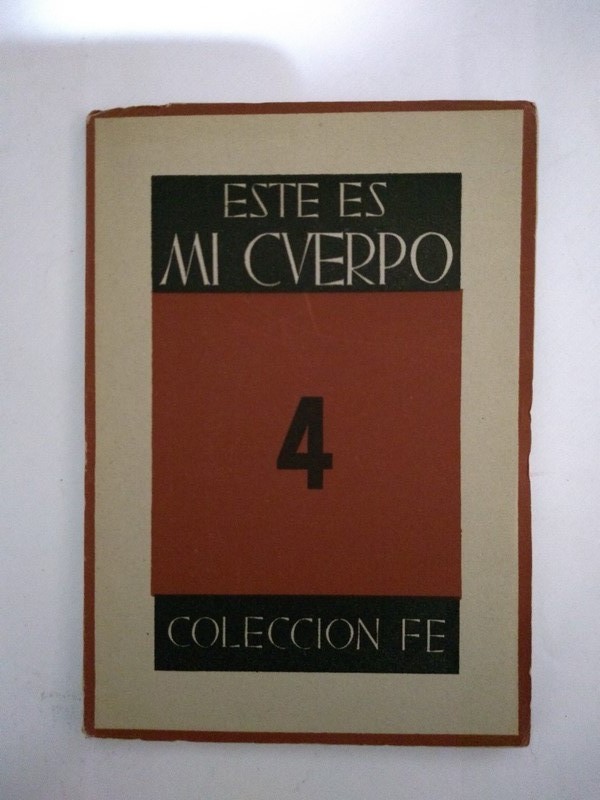 ESTE ES
MI CVERPO
4
COLECCION FE